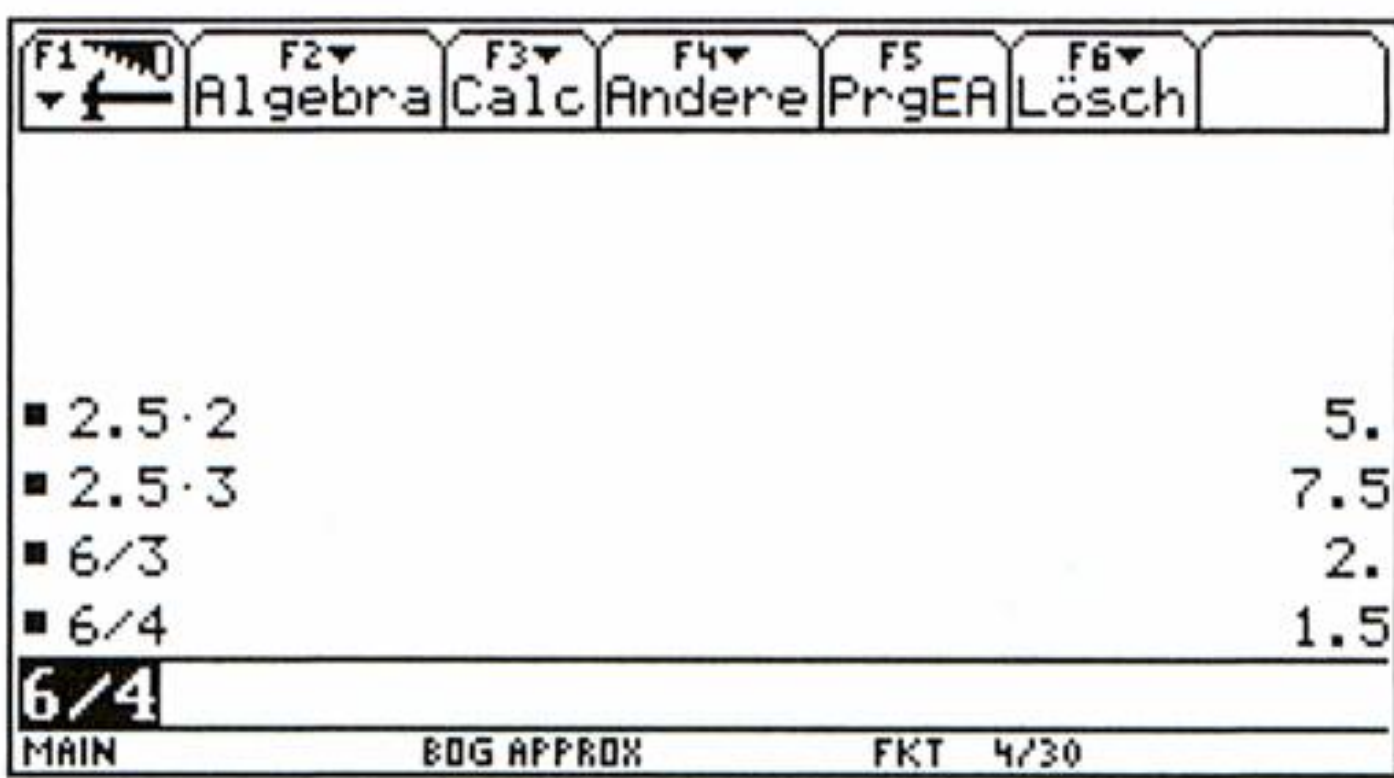 F1 F2 F3 F4 F5 F6
Algebra Calc Andere PrgEA Lösch
2.5·2 5.
2.5·3 7.5
6/3 2.
6/4 1.5
6/4
MAIN BOG APPROX FKT 4/30